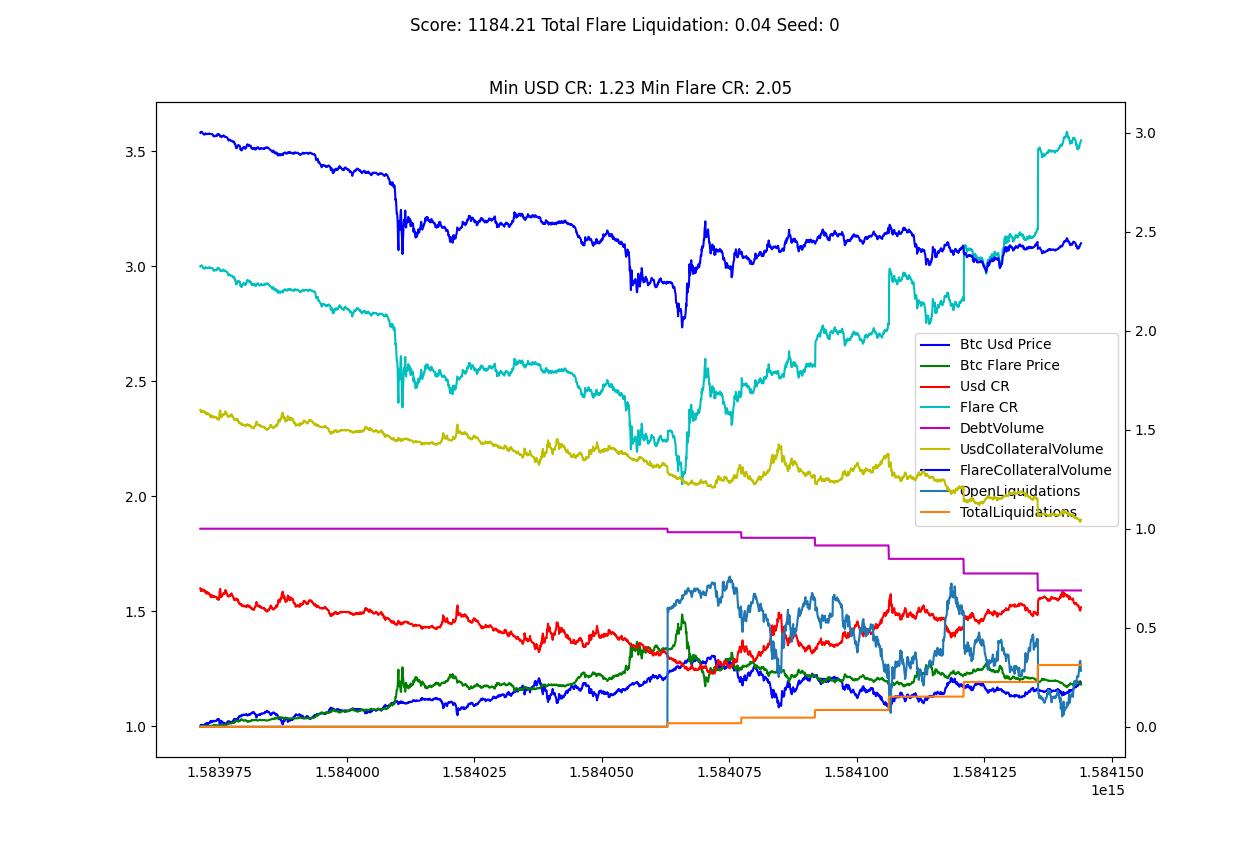 Score: 1184.21 Total Flare Liquidation: 0.04 Seed: 0
Min USD CR: 1.23 Min Flare CR: 2.05
3.5
3.0
2.5
2.0
1.5
1.0
3.0
2.5
2.0
1.5
1.0
0.5
0.0
Btc Usd Price
Btc Flare Price
Usd CR
Flare CR
DebtVolume
UsdCollateralVolume
FlareCollateralVolume
OpenLiquidations
TotalLiquidations
1.583975 1.584000 1.584025 1.584050 1.584075 1.584100 1.584125 1.584150
1e15